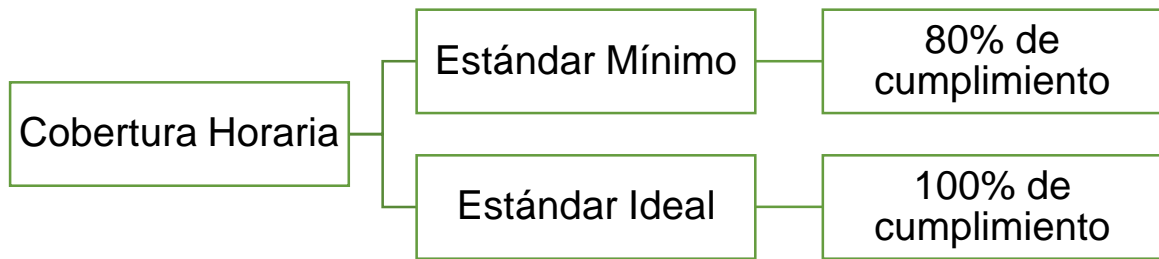 Cobertura Horaria
Estándar Mínimo
80% de
cumplimiento
Estándar Ideal
100% de
cumplimiento